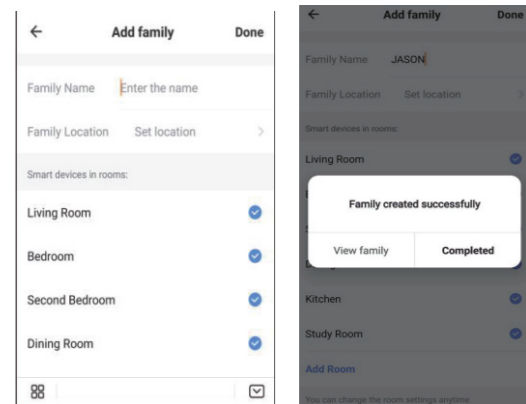 Add family
Done
Family Name Enter the name
Family Location Set location
Smart devices in rooms:
Living Room
Bedroom
Second Bedroom
Dining Room
Add family
Done
Family Name JASON
Family Location Set location
Smart devices in rooms:
Living Room
Family created successfully
View family
Completed
Kitchen
Study Room
Add Room
You can change the room settings anytime